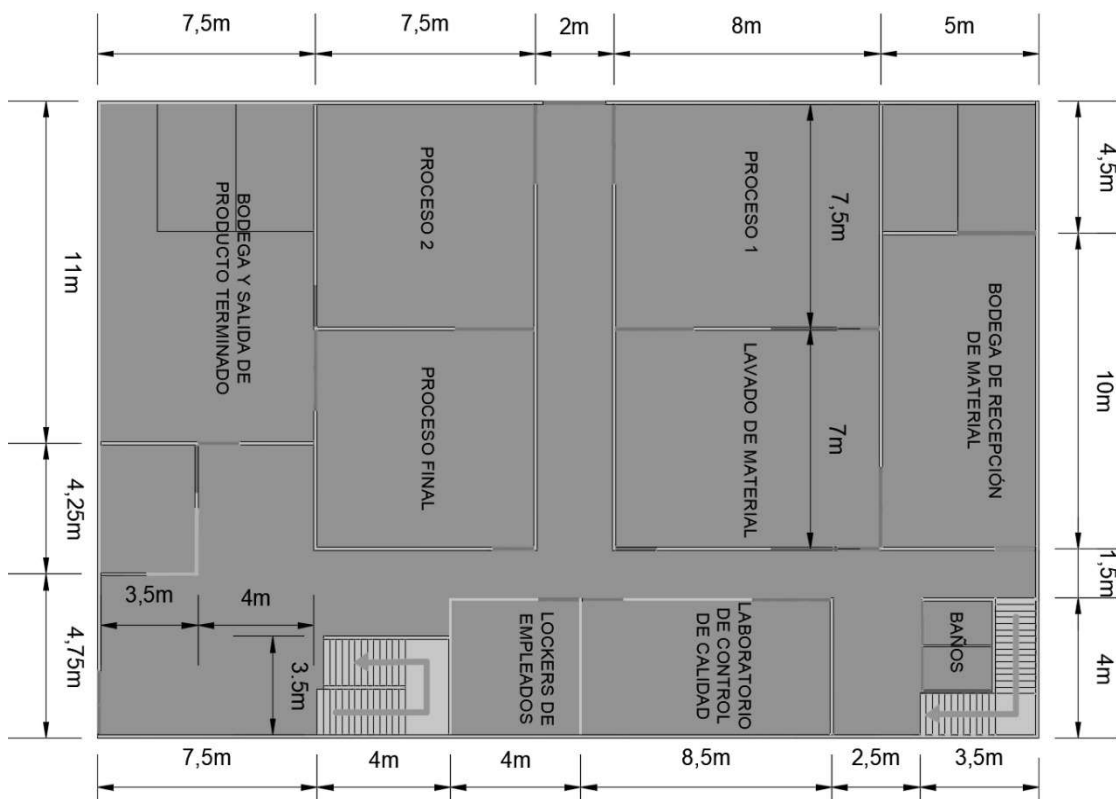 7,5m
7,5m
2m
8m
5m
11m
4,25m
4,75m
4,5m
10m
1,5m
4m
BODEGA Y SALIDA DE
PRODUCTO TERMINADO
PROCESO 2
PROCESO 1
7,5m
PROCESO FINAL
LAVADO DE MATERIAL
7m
BODEGA DE RECEPCIÓN
DE MATERIAL
3,5m
4m
3.5m
LOCKERS DE
EMPLEADOS
LABORATORIO
DE CONTROL
DE CALIDAD
BAÑOS
7,5m
4m
4m
8,5m
2,5m
3,5m